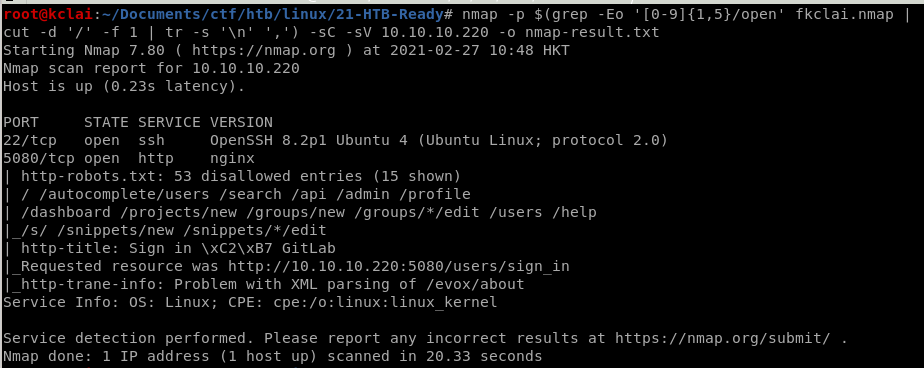 root@kclai:~/Documents/ctf/htb/linux/21-HTB-Ready# nmap -p $(grep -Eo '[0-9]{1,5}/open' fkclai.nmap |
cut -d '/' -f 1 | tr -s '\n' ',') -sC -sV 10.10.10.220 -o nmap-result.txt
Starting Nmap 7.80 ( https://nmap.org ) at 2021-02-27 10:48 HKT
Nmap scan report for 10.10.10.220
Host is up (0.23s latency).

PORT     STATE SERVICE VERSION
22/tcp   open  ssh     OpenSSH 8.2p1 Ubuntu 4 (Ubuntu Linux; protocol 2.0)
5080/tcp open  http    nginx
| http-robots.txt: 53 disallowed entries (15 shown)
| / /autocomplete/users /search /api /admin /profile
| /dashboard /projects/new /groups/new /groups/*/edit /users /help
|_/s/ /snippets/new /snippets/*/edit
| http-title: Sign in \xC2\xB7 GitLab
|_Requested resource was http://10.10.10.220:5080/users/sign_in
|_http-trane-info: Problem with XML parsing of /evox/about
Service Info: OS: Linux; CPE: cpe:/o:linux:linux_kernel

Service detection performed. Please report any incorrect results at https://nmap.org/submit/ .
Nmap done: 1 IP address (1 host up) scanned in 20.33 seconds